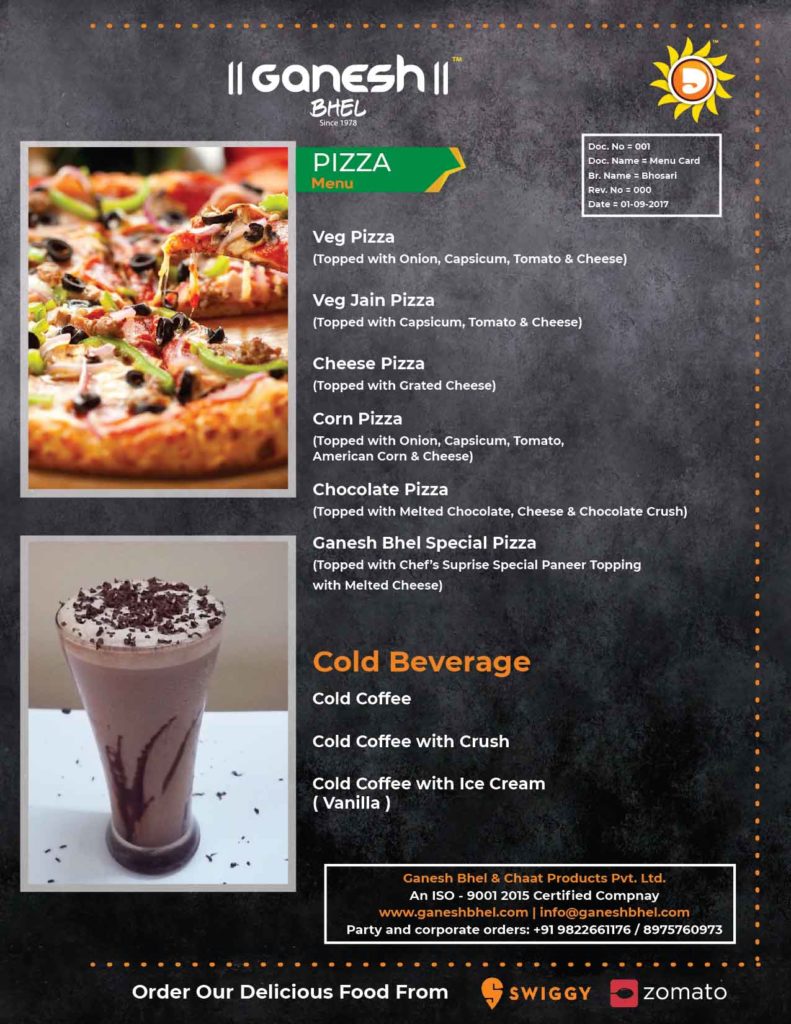 || Ganesh || TM
BHEL
Since 1978
PIZZA
Menu
Doc. No = 001
Doc. Name = Menu Card
Br. Name = Bhosari
Rev. No = 000
Date = 01-09-2017
Veg Pizza
(Topped with Onion, Capsicum, Tomato & Cheese)
Veg Jain Pizza
(Topped with Capsicum, Tomato & Cheese)
Cheese Pizza
(Topped with Grated Cheese)
Corn Pizza
(Topped with Onion, Capsicum, Tomato,
American Corn & Cheese)
Chocolate Pizza
(Topped with Melted Chocolate, Cheese & Chocolate Crush)
Ganesh Bhel Special Pizza
(Topped with Chef's Suprise Special Paneer Topping
with Melted Cheese)
Cold Beverage
Cold Coffee
Cold Coffee with Crush
Cold Coffee with Ice Cream
( Vanilla )
Ganesh Bhel & Chaat Products Pvt. Ltd.
An ISO - 9001 2015 Certified Compnay
www.ganeshbhel.com | info@ganeshbhel.com
Party and corporate orders: +91 9822661176 / 8975760973
Order Our Delicious Food From SWIGGY zomato